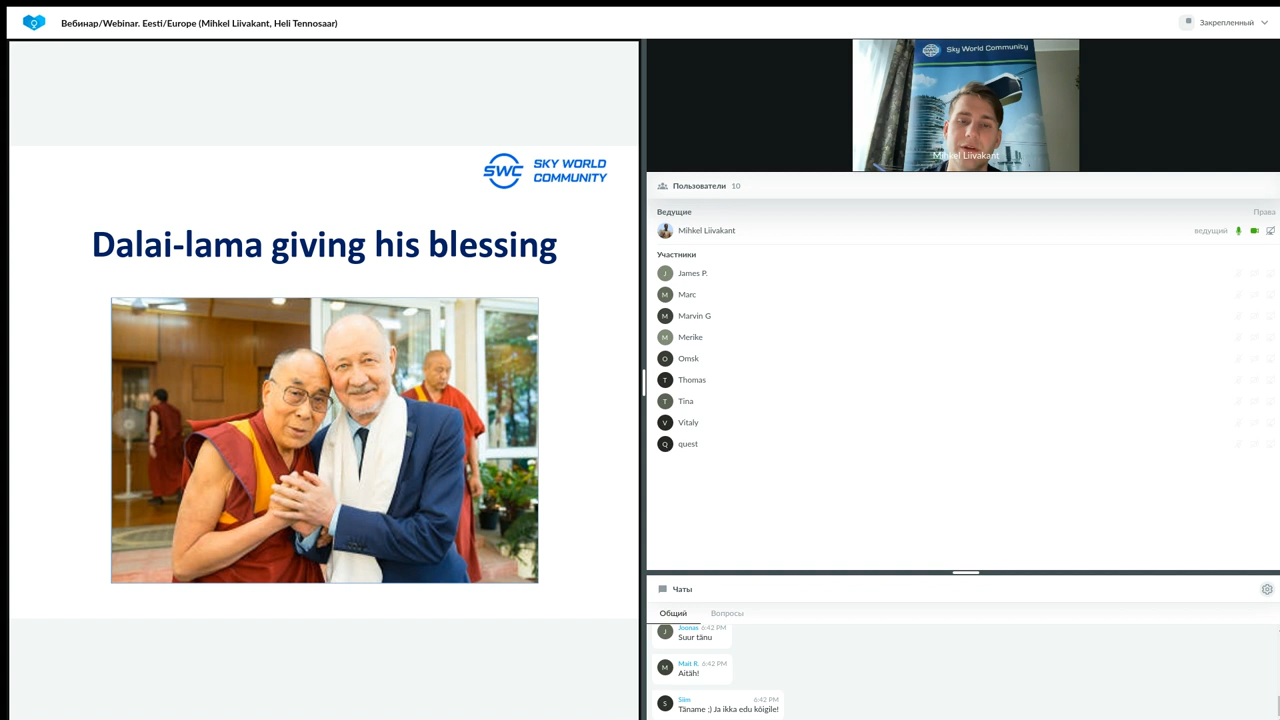 Вебинар/Webinar. Eesti/Europe (Mihkel Liivakant, Heli Tennosaar)
Закрепленный
SWC SKY WORLD
COMMUNITY
Dalai-lama giving his blessing
Sky World Community
Mihkel Liivakant
Пользователи 10
Ведущие Права
Mihkel Liivakant ведущий
Участники
J James P.
M Marc
M Marvin G
M Merike
O Omsk
T Thomas
T Tina
V Vitaly
Q quest
Чаты
Общий Вопросы
J Joonas 6:42 PM
Suur tänu
M Mait R. 6:42 PM
Aitäh!
S Siim 6:42 PM
Täname ;) Ja ikka edu kõigile!